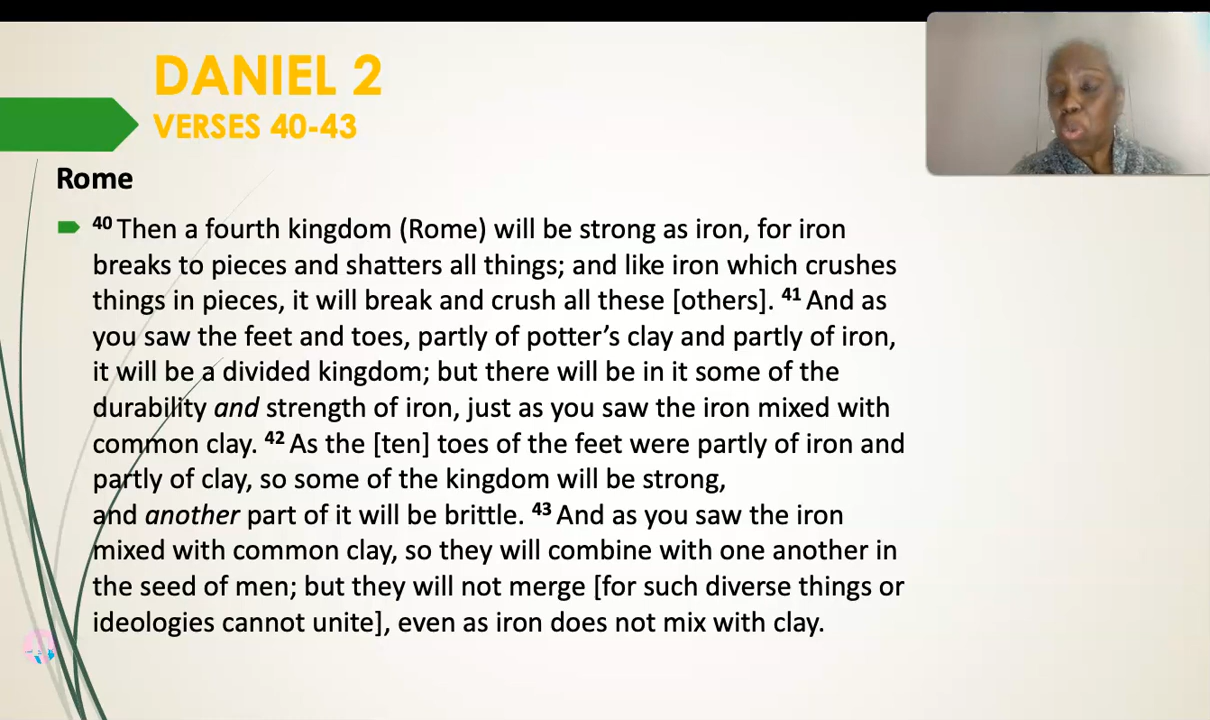 DANIEL 2
VERSES 40-43
Rome
40 Then a fourth kingdom (Rome) will be strong as iron, for iron
breaks to pieces and shatters all things; and like iron which crushes
things in pieces, it will break and crush all these [others]. 41 And as
you saw the feet and toes, partly of potter’s clay and partly of iron,
it will be a divided kingdom; but there will be in it some of the
durability and strength of iron, just as you saw the iron mixed with
common clay. 42 As the [ten] toes of the feet were partly of iron and
partly of clay, so some of the kingdom will be strong,
and another part of it will be brittle. 43 And as you saw the iron
mixed with common clay, so they will combine with one another in
the seed of men; but they will not merge [for such diverse things or
ideologies cannot unite], even as iron does not mix with clay.